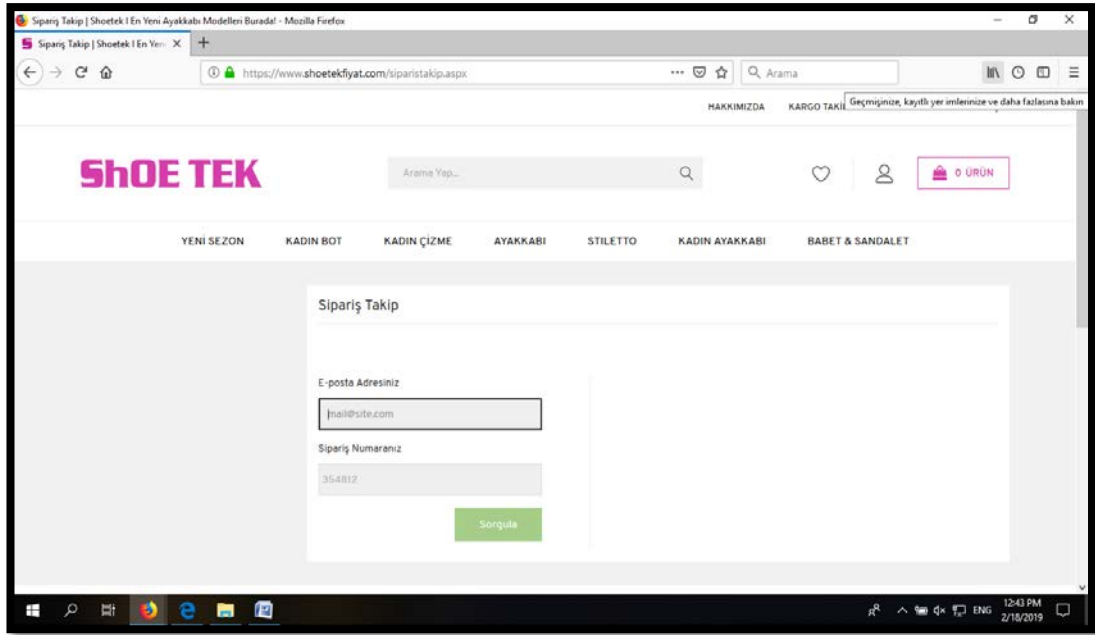 Sipariş Takip | Shoetek I En Yeni Ayakkabı Modelleri Burada! - Mozilla Firefox
Sipariş Takip | Shoetek I En Yeni
https://www.shoetekfiyat.com/siparistakip.aspx
Arama
Geçmişinize, kayıtlı yer imlerinize ve daha fazlasına bakın
HAKKIMIZDA KARGO TAKİ
ShOE TEK
Arama Yap...
0 ÜRÜN
YENİ SEZON KADIN BOT KADIN ÇİZME AYAKKABI STILETTO KADIN AYAKKABI BABET & SANDALET
Sipariş Takip
E-posta Adresiniz
mail@site.com
Sipariş Numaranız
354812
Sorgula
ENG 12:43 PM
2/18/2019